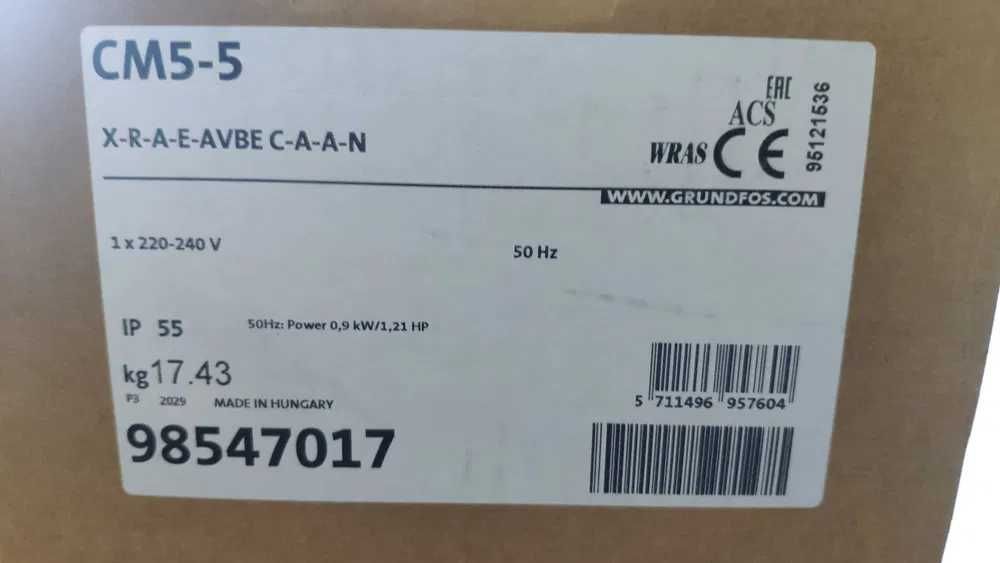 CM5-5
X-R-A-E-AVBE C-A-A-N
EAC
ACS
WRAS CE
95121536
WWW.GRUNDFOS.COM
1 x 220-240 V
50 Hz
IP 55
50Hz: Power 0,9 kW/1,21 HP
kg 17.43
P3 2029 MADE IN HUNGARY
5 711496 957604
98547017